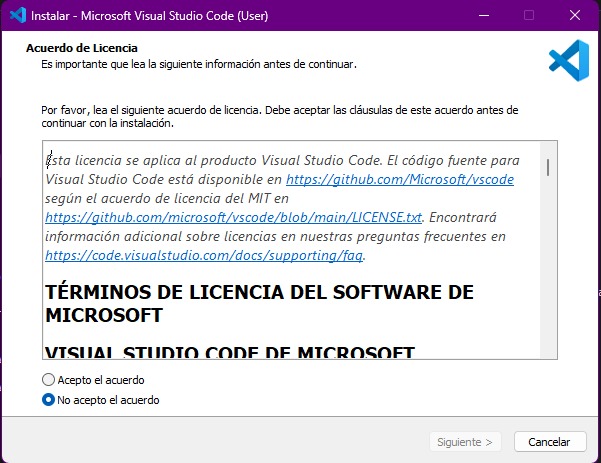 Instalar - Microsoft Visual Studio Code (User)
Acuerdo de Licencia
Es importante que lea la siguiente información antes de continuar.
Por favor, lea el siguiente acuerdo de licencia. Debe aceptar las cláusulas de este acuerdo antes de
continuar con la instalación.
Esta licencia se aplica al producto Visual Studio Code. El código fuente para
Visual Studio Code está disponible en https://github.com/Microsoft/vscode
según el acuerdo de licencia del MIT en
https://github.com/microsoft/vscode/blob/main/LICENSE.txt. Encontrará
información adicional sobre licencias en nuestras preguntas frecuentes en
https://code.visualstudio.com/docs/supporting/faq.
TÉRMINOS DE LICENCIA DEL SOFTWARE DE
MICROSOFT
VISUAL STUDIO CODE DE MICROSOFT
Acepto el acuerdo
No acepto el acuerdo
Siguiente >
Cancelar